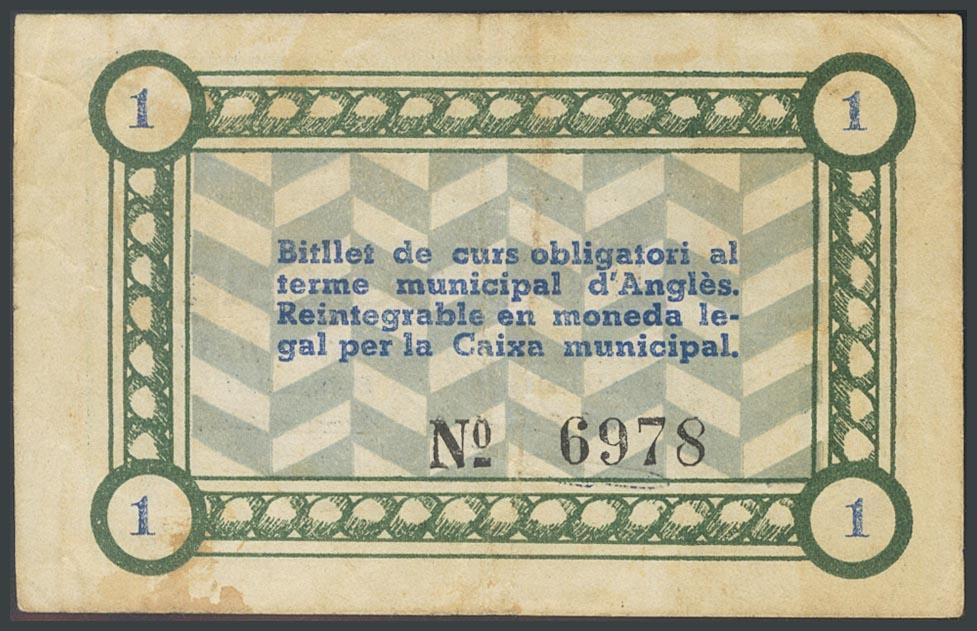 1 1
Bitllet de curs obligatori al
terme municipal d'Anglès.
Reintegrable en moneda le-
gal per la Caixa municipal.
Nº 6978
1 1